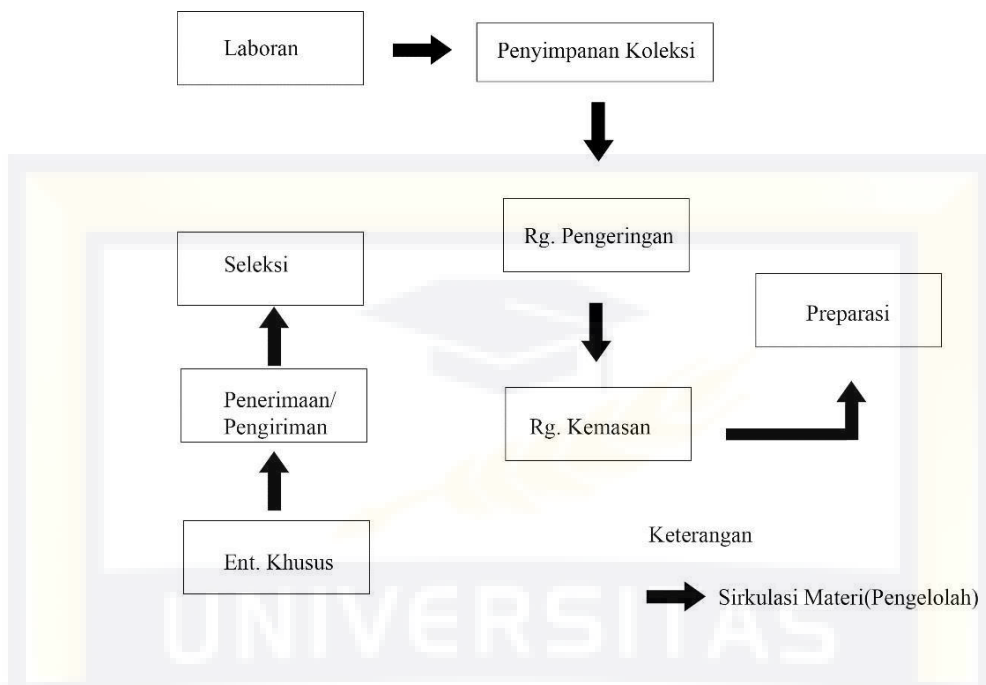 Laboran
Penyimpanan Koleksi
Rg. Pengeringan
Seleksi
Preparasi
Penerimaan/
Pengiriman
Rg. Kemasan
Keterangan
Ent. Khusus
Sirkulasi Materi(Pengelolah)
UNIVERSITAS